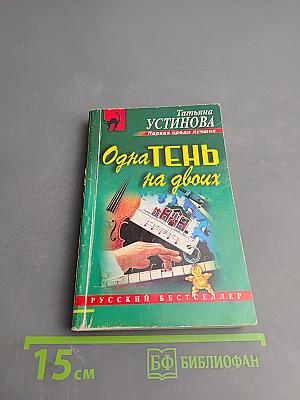 Татьяна
УСТИНОВА
Первая среди лучших
Одна ТЕНЬ
на двоих
РУССКИЙ БЕСТСЕЛЛЕР
15 см
БФ БИБЛИОФАН